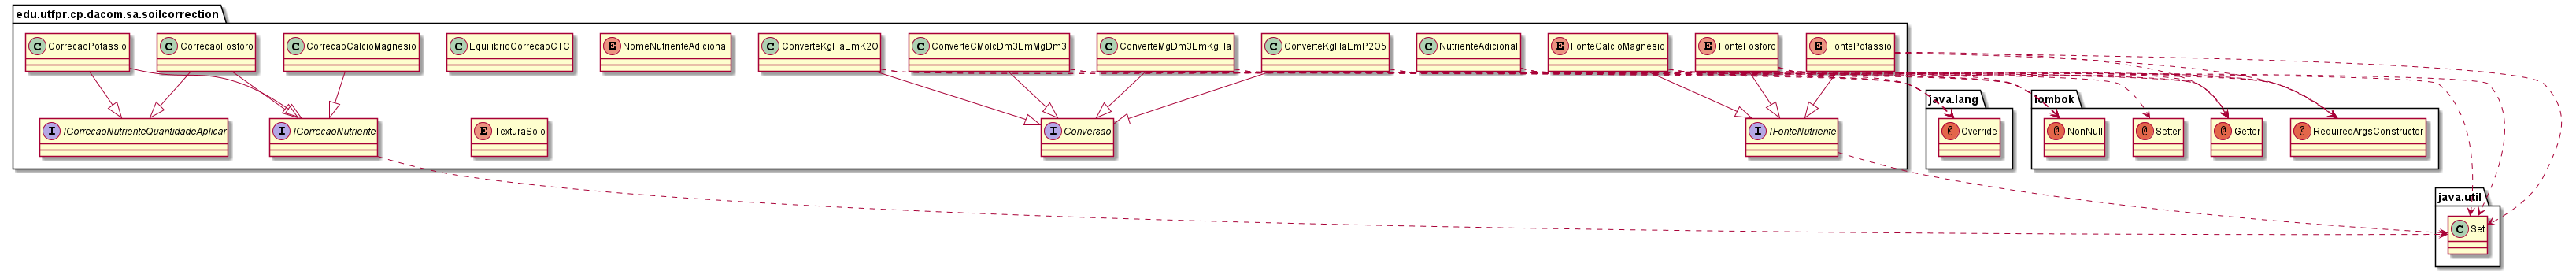 edu.utfpr.cp.dacom.sa.soilcorrection
C CorrecaoPotassio
C CorrecaoFosforo
C CorrecaoCalcioMagnesio
C EquilibrioCorrecaoCTC
E NomeNutrienteAdicional
C ConverteKgHaEmK2O
C ConverteCMolcDm3EmMgDm3
C ConverteMgDm3EmKgHa
C ConverteKgHaEmP2O5
C NutrienteAdicional
E FonteCalcioMagnesio
E FonteFosforo
E FontePotassio
I ICorrecaoNutrienteQuantidadeAplicar
I ICorrecaoNutriente
E TexturaSolo
I Conversao
I IFonteNutriente
java.lang
@ Override
lombok
@ NonNull
@ Setter
@ Getter
@ RequiredArgsConstructor
java.util
C Set